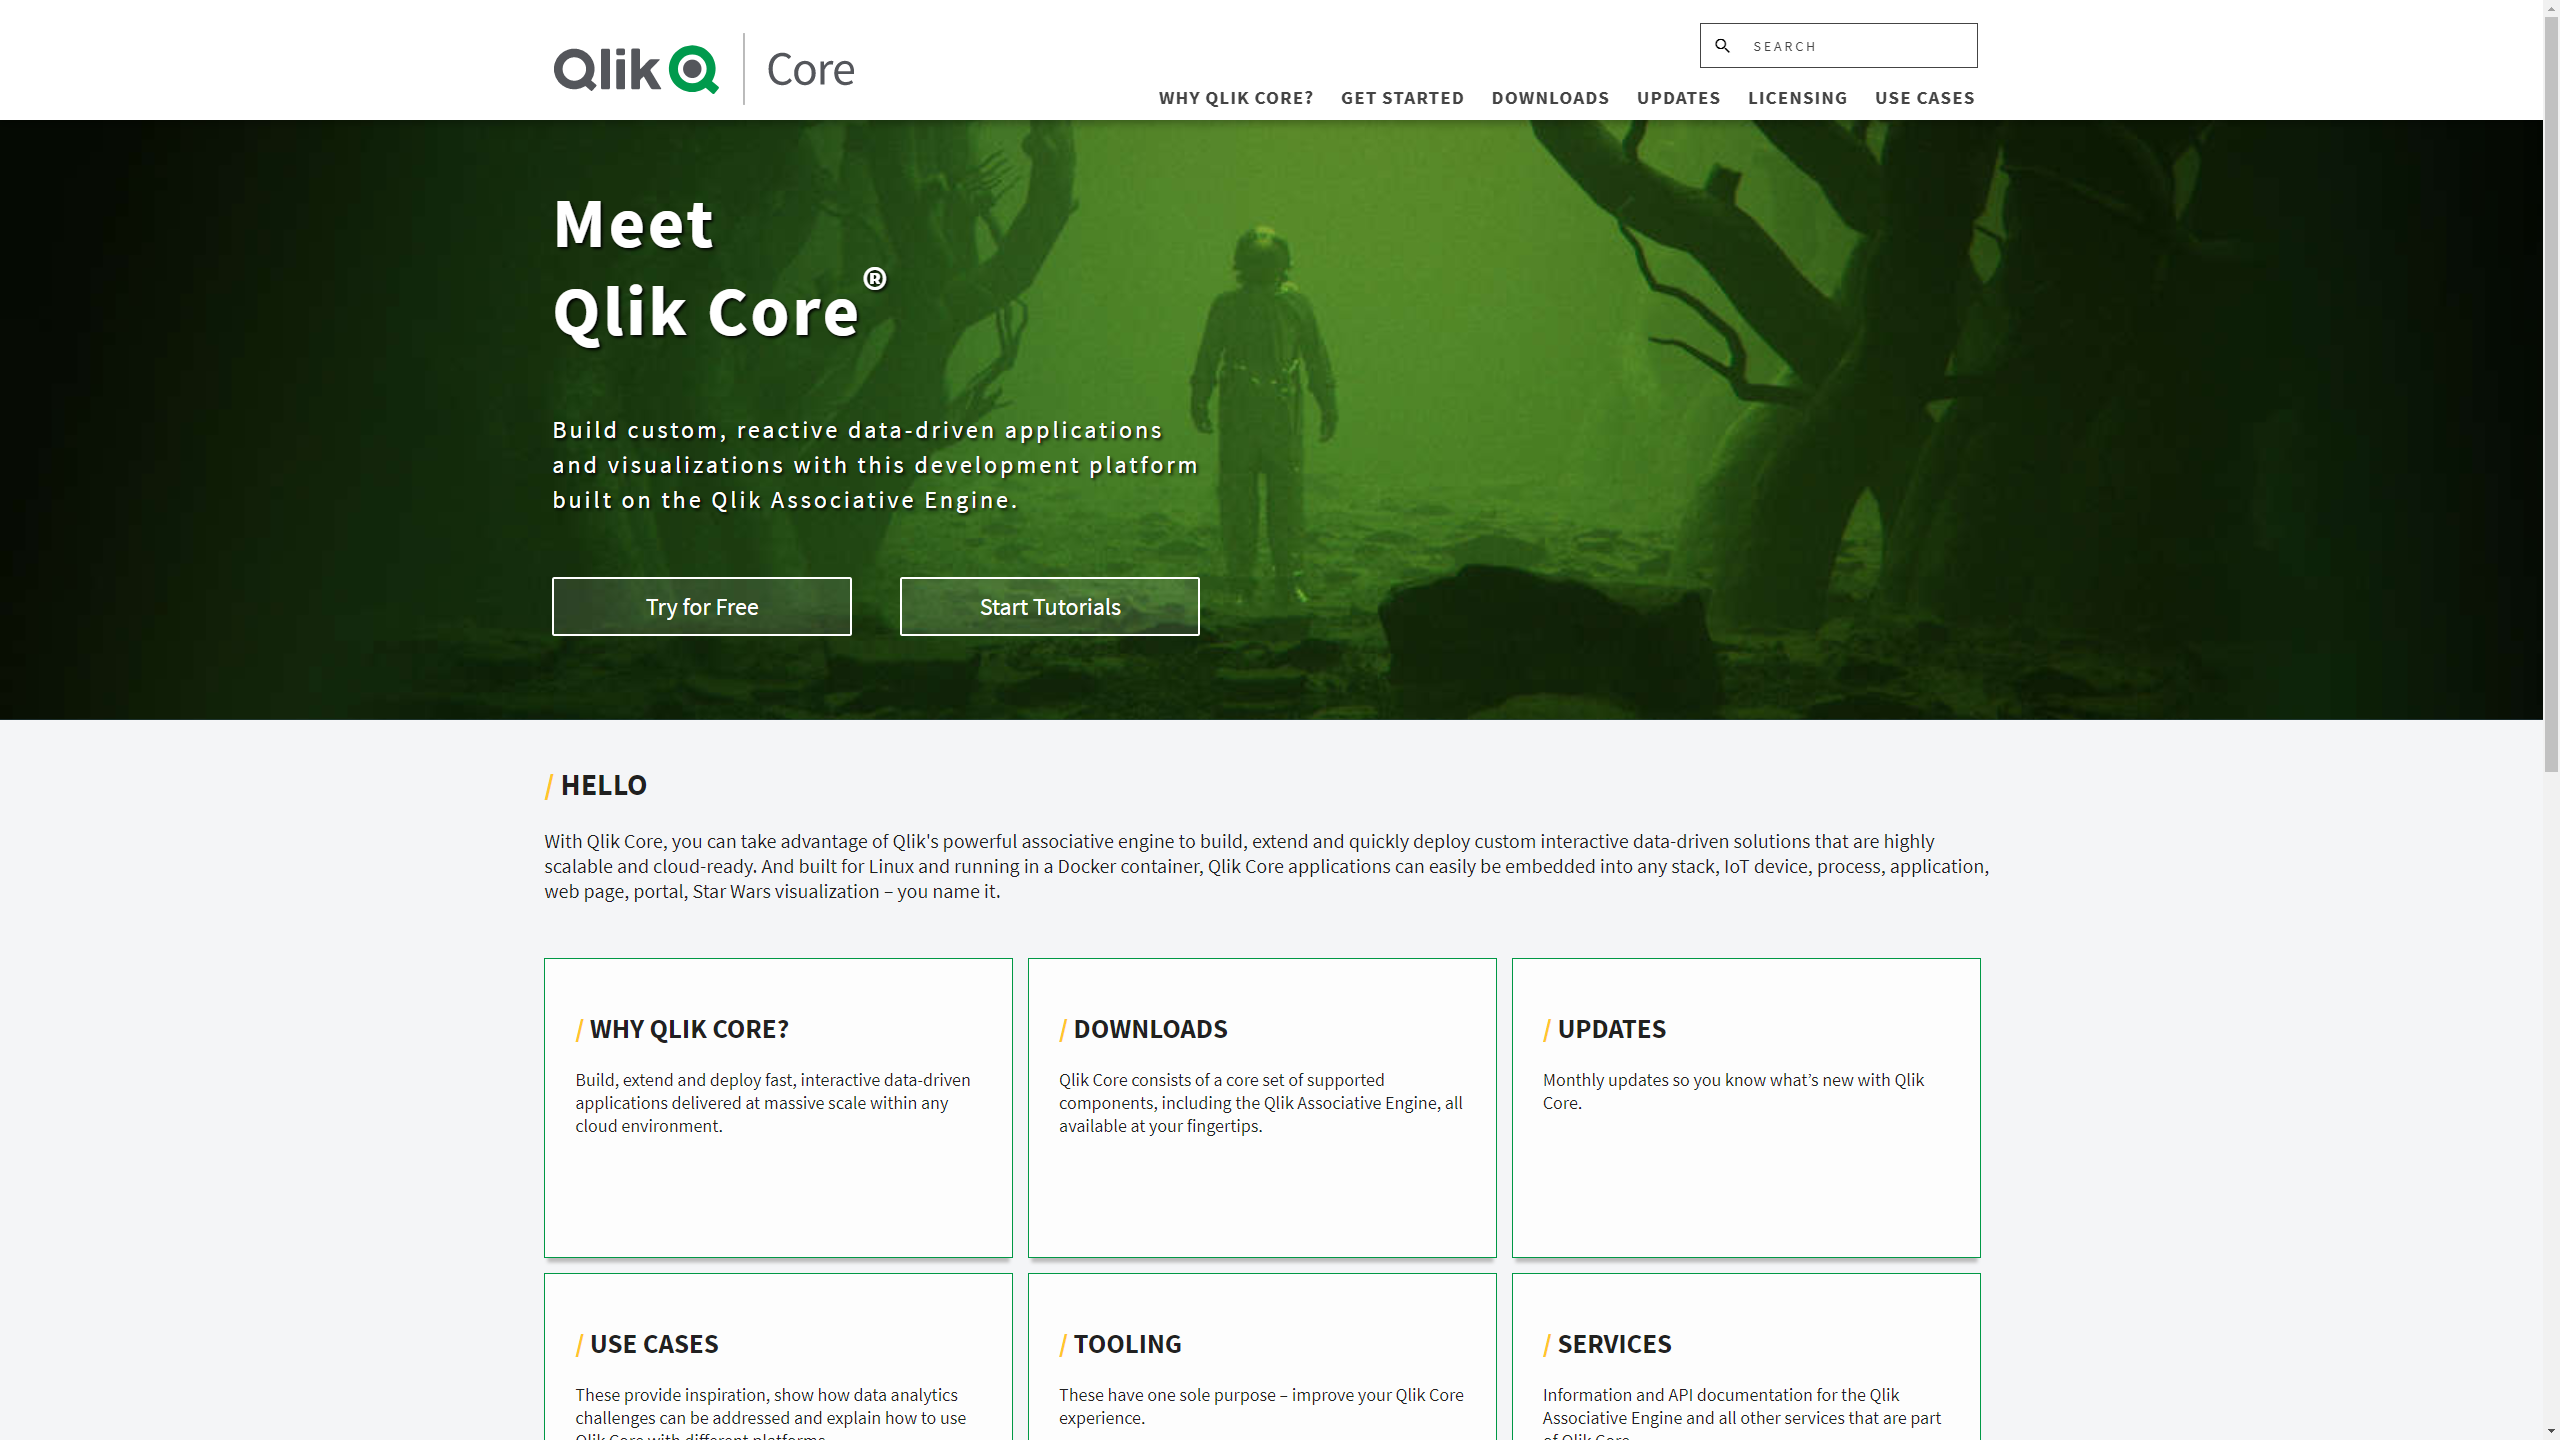 Qlik Core
SEARCH
WHY QLIK CORE? GET STARTED DOWNLOADS UPDATES LICENSING USE CASES
Meet
Qlik Core®
Build custom, reactive data-driven applications
and visualizations with this development platform
built on the Qlik Associative Engine.
Try for Free
Start Tutorials
/ HELLO
With Qlik Core, you can take advantage of Qlik's powerful associative engine to build, extend and quickly deploy custom interactive data-driven solutions that are highly
scalable and cloud-ready. And built for Linux and running in a Docker container, Qlik Core applications can easily be embedded into any stack, IoT device, process, application,
web page, portal, Star Wars visualization – you name it.
/ WHY QLIK CORE?
Build, extend and deploy fast, interactive data-driven
applications delivered at massive scale within any
cloud environment.
/ DOWNLOADS
Qlik Core consists of a core set of supported
components, including the Qlik Associative Engine, all
available at your fingertips.
/ UPDATES
Monthly updates so you know what’s new with Qlik
Core.
/ USE CASES
These provide inspiration, show how data analytics
challenges can be addressed and explain how to use
Qlik Core with different platforms.
/ TOOLING
These have one sole purpose – improve your Qlik Core
experience.
/ SERVICES
Information and API documentation for the Qlik
Associative Engine and all other services that are part
of Qlik Core.